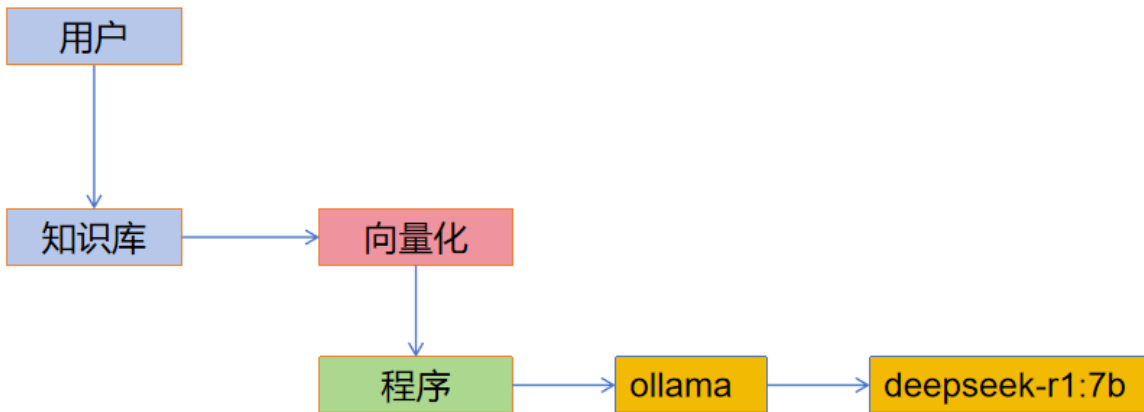 用户
知识库
向量化
程序
ollama
deepseek-r1:7b